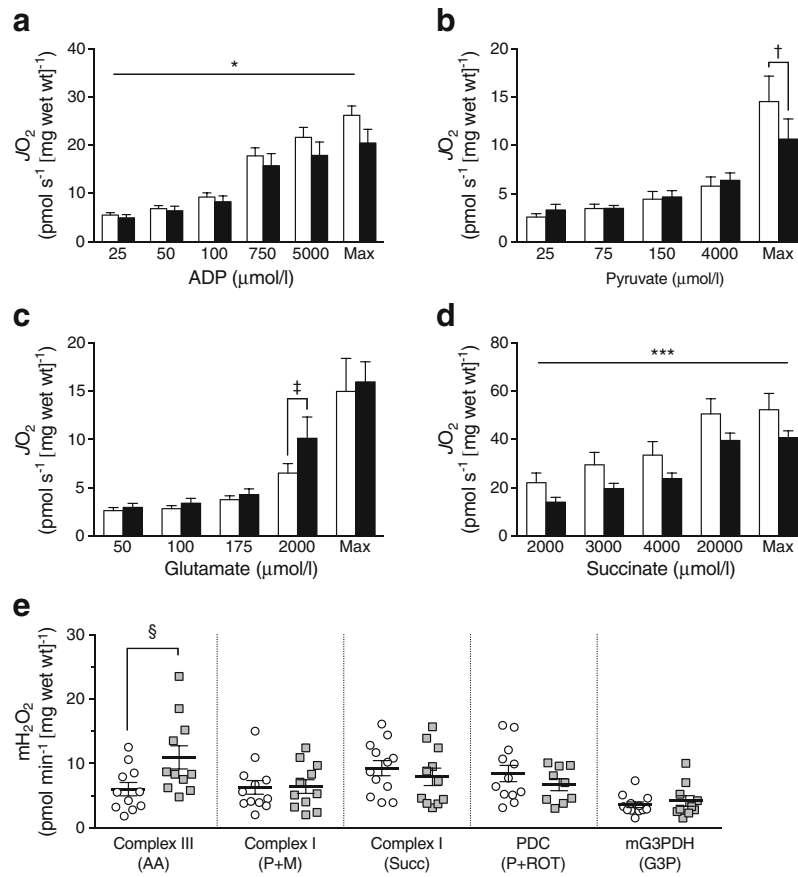 a
40
30
20
10
0
*
JO2
(pmol s-1 [mg wet wt]-1)
25 50 100 750 5000 Max
ADP (μmol/l)
b
20
15
10
5
0
†
JO2
(pmol s-1 [mg wet wt]-1)
25 75 150 4000 Max
Pyruvate (μmol/l)
c
20
15
10
5
0
‡
JO2
(pmol s-1 [mg wet wt]-1)
50 100 175 2000 Max
Glutamate (μmol/l)
d
80
60
40
20
0
***
JO2
(pmol s-1 [mg wet wt]-1)
2000 3000 4000 20000 Max
Succinate (μmol/l)
e
30
20
10
0
§
mH2O2
(pmol min-1 [mg wet wt]-1)
Complex III Complex I Complex I PDC mG3PDH
(AA) (P+M) (Succ) (P+ROT) (G3P)